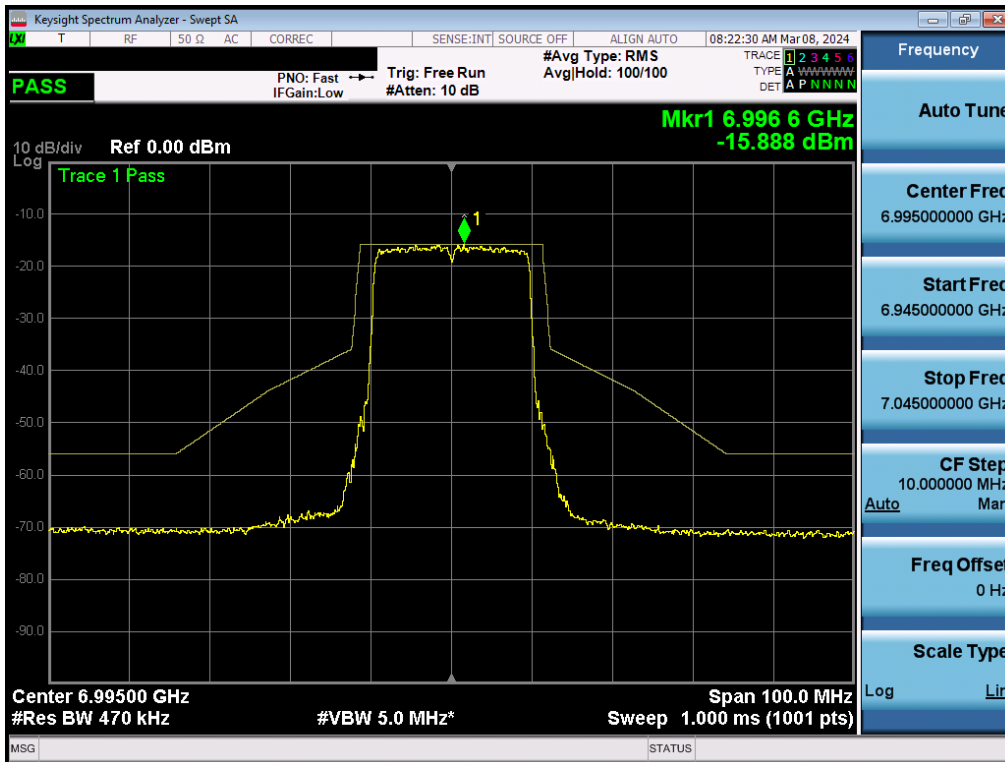 Keysight Spectrum Analyzer - Swept SA
LXI T RF 50 Ω AC CORREC SENSE:INT SOURCE OFF ALIGN AUTO 08:22:30 AM Mar 08, 2024
PASS
PNO: Fast
IFGain:Low
Trig: Free Run
#Atten: 10 dB
#Avg Type: RMS
Avg|Hold: 100/100
TRACE 1 2 3 4 5 6
TYPE A WWWWW
DET A P N N N N
Mkr1 6.996 6 GHz
-15.888 dBm
10 dB/div Ref 0.00 dBm
Log
Trace 1 Pass
1
-10.0
-20.0
-30.0
-40.0
-50.0
-60.0
-70.0
-80.0
-90.0
Center 6.99500 GHz Span 100.0 MHz
#Res BW 470 kHz #VBW 5.0 MHz* Sweep 1.000 ms (1001 pts)
MSG STATUS
Frequency
Auto Tune
Center Freq
6.995000000 GHz
Start Freq
6.945000000 GHz
Stop Freq
7.045000000 GHz
CF Step
10.000000 MHz
Auto Man
Freq Offset
0 Hz
Scale Type
Log Lin